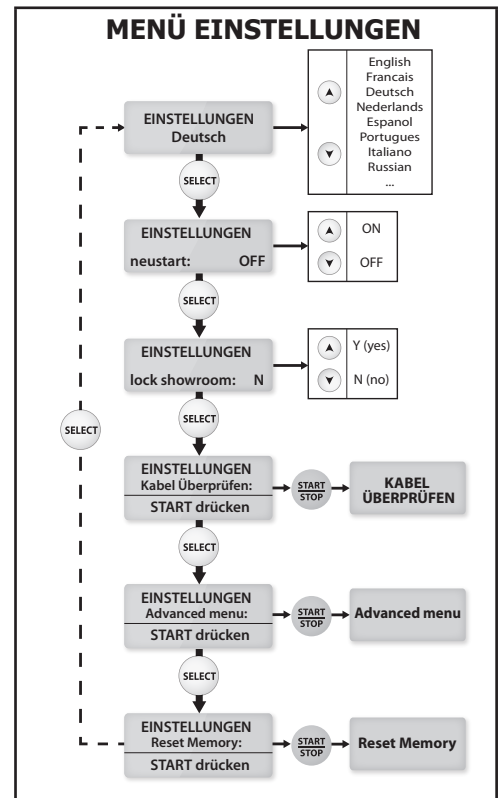 MENÜ EINSTELLUNGEN
EINSTELLUNGEN
Deutsch
English
Francais
Deutsch
Nederlands
Espanol
Portugues
Italiano
Russian
...
SELECT
EINSTELLUNGEN
neustart: OFF
ON
OFF
SELECT
EINSTELLUNGEN
lock showroom: N
Y (yes)
N (no)
SELECT
SELECT
EINSTELLUNGEN
Kabel Überprüfen:
START drücken
START
STOP
KABEL
ÜBERPRÜFEN
SELECT
EINSTELLUNGEN
Advanced menu:
START drücken
START
STOP
Advanced menu
SELECT
EINSTELLUNGEN
Reset Memory:
START drücken
START
STOP
Reset Memory